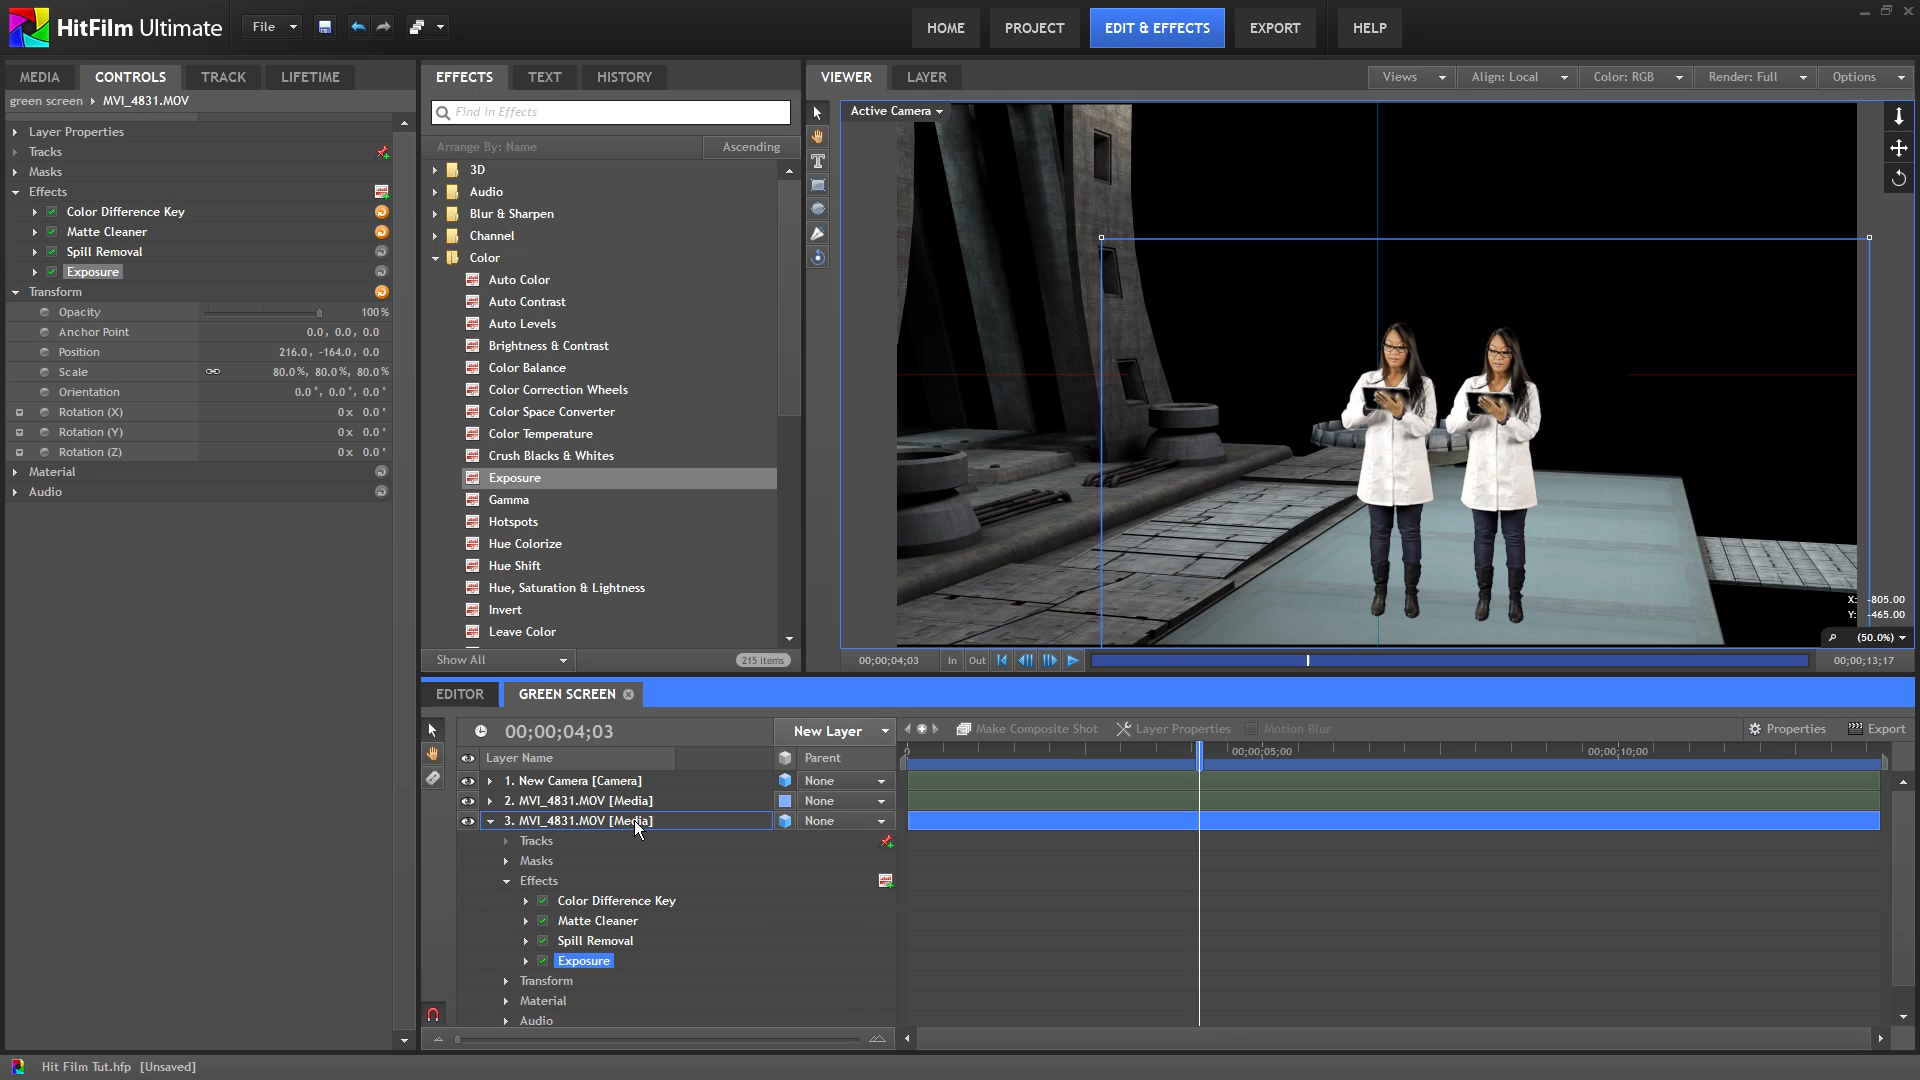 HitFilm Ultimate
File
HOME
PROJECT
EDIT & EFFECTS
EXPORT
HELP
MEDIA
CONTROLS
TRACK
LIFETIME
green screen MVI_4831.MOV
Layer Properties
Tracks
Masks
Effects
Color Difference Key
Matte Cleaner
Spill Removal
Exposure
Transform
Opacity 100%
Anchor Point 0.0, 0.0, 0.0
Position 216.0, -164.0, 0.0
Scale 80.0%, 80.0%, 80.0%
Orientation 0.0°, 0.0°, 0.0°
Rotation (X) 0x 0.0°
Rotation (Y) 0x 0.0°
Rotation (Z) 0x 0.0°
Material
Audio
EFFECTS
TEXT
HISTORY
Find in Effects
Arrange By: Name
Ascending
3D
Audio
Blur & Sharpen
Channel
Color
Auto Color
Auto Contrast
Auto Levels
Brightness & Contrast
Color Balance
Color Correction Wheels
Color Space Converter
Color Temperature
Crush Blacks & Whites
Exposure
Gamma
Hotspots
Hue Colorize
Hue Shift
Hue, Saturation & Lightness
Invert
Leave Color
Show All
215 items
VIEWER
LAYER
Views
Align: Local
Color: RGB
Render: Full
Options
Active Camera
X: -805.00
Y: -465.00
(50.0%)
00;00;04;03
In
Out
00;00;13;17
EDITOR
GREEN SCREEN
00;00;04;03
New Layer
Make Composite Shot
Layer Properties
Motion Blur
Properties
Export
Layer Name
Parent
0
00;00;05;00
00;00;10;00
1. New Camera [Camera] None
2. MVI_4831.MOV [Media] None
3. MVI_4831.MOV [Media] None
Tracks
Masks
Effects
Color Difference Key
Matte Cleaner
Spill Removal
Exposure
Transform
Material
Audio
Hit Film Tut.hfp [Unsaved]